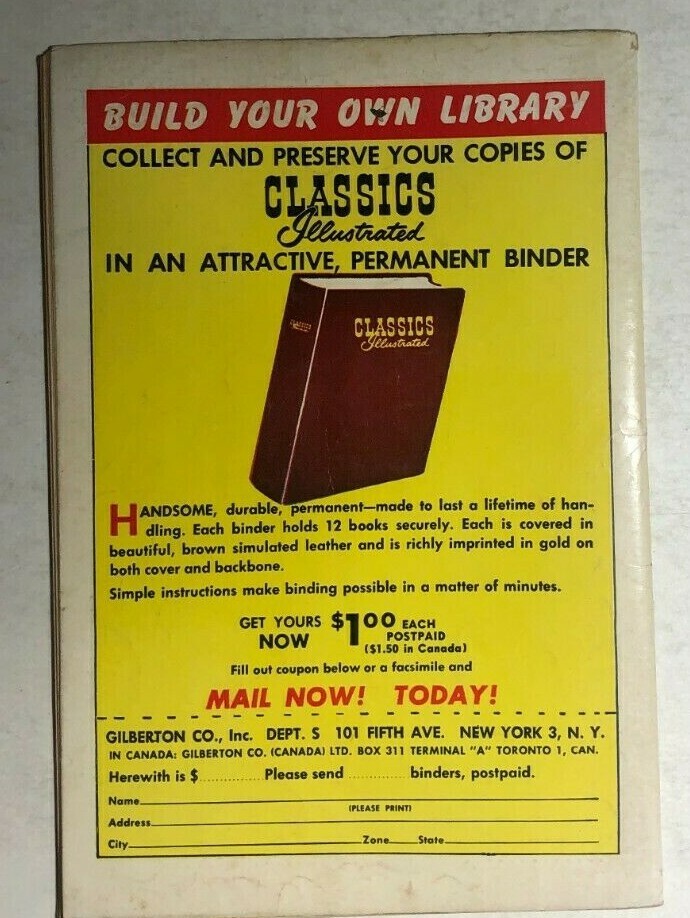 BUILD YOUR OWN LIBRARY
COLLECT AND PRESERVE YOUR COPIES OF
CLASSICS
Illustrated
IN AN ATTRACTIVE, PERMANENT BINDER
CLASSICS
Illustrated
HANDSOME, durable, permanent—made to last a lifetime of han-
dling. Each binder holds 12 books securely. Each is covered in
beautiful, brown simulated leather and is richly imprinted in gold on
both cover and backbone.
Simple instructions make binding possible in a matter of minutes.
GET YOURS NOW $1.00 EACH POSTPAID
($1.50 in Canada)
Fill out coupon below or a facsimile and
MAIL NOW! TODAY!
GILBERTON CO., Inc. DEPT. S 101 FIFTH AVE. NEW YORK 3, N. Y.
IN CANADA: GILBERTON CO. (CANADA) LTD. BOX 311 TERMINAL "A" TORONTO 1, CAN.
Herewith is $ .............. Please send .............. binders, postpaid.
Name
(PLEASE PRINT)
Address
City Zone State